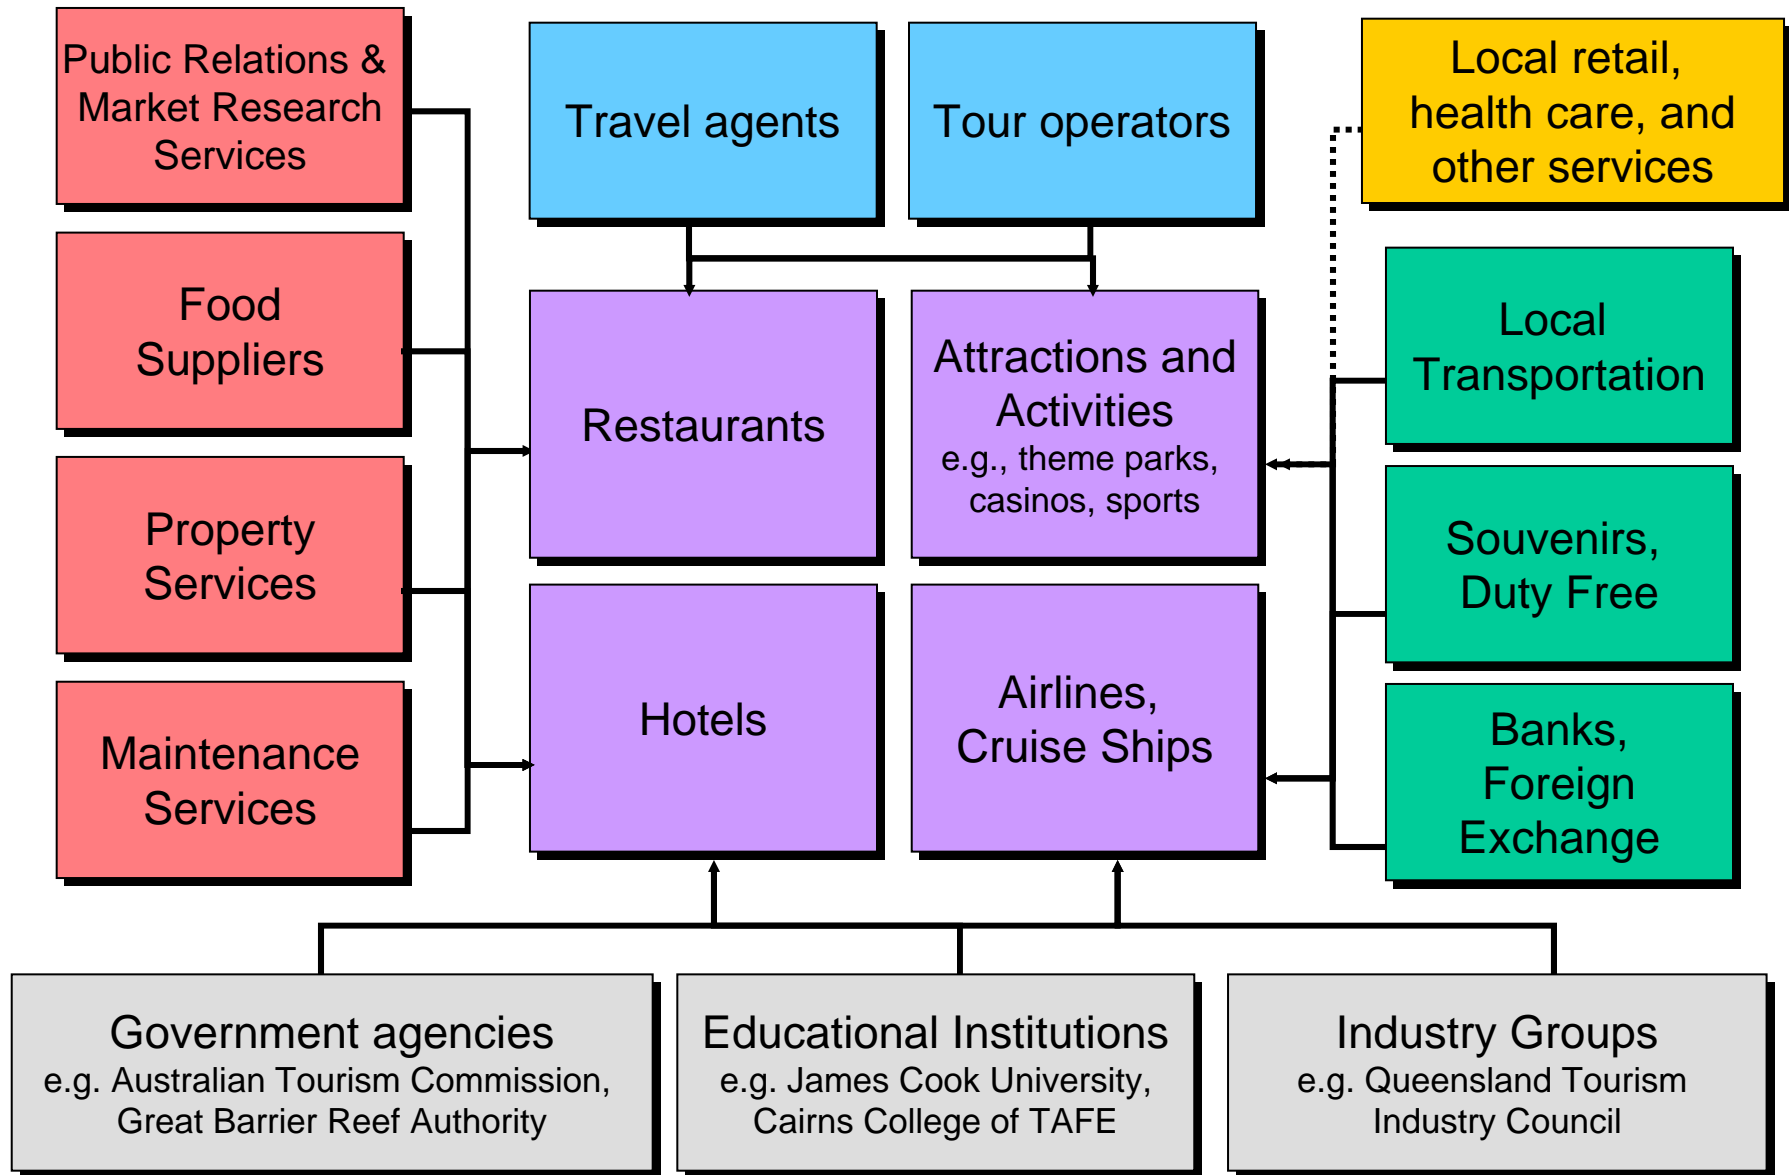 Public Relations &
Market Research
Services
Travel agents
Tour operators
Local retail,
health care, and
other services
Food
Suppliers
Restaurants
Attractions and
Activities
e.g., theme parks,
casinos, sports
Local
Transportation
Property
Services
Souvenirs,
Duty Free
Maintenance
Services
Hotels
Airlines,
Cruise Ships
Banks,
Foreign
Exchange
Government agencies
e.g. Australian Tourism Commission,
Great Barrier Reef Authority
Educational Institutions
e.g. James Cook University,
Cairns College of TAFE
Industry Groups
e.g. Queensland Tourism
Industry Council